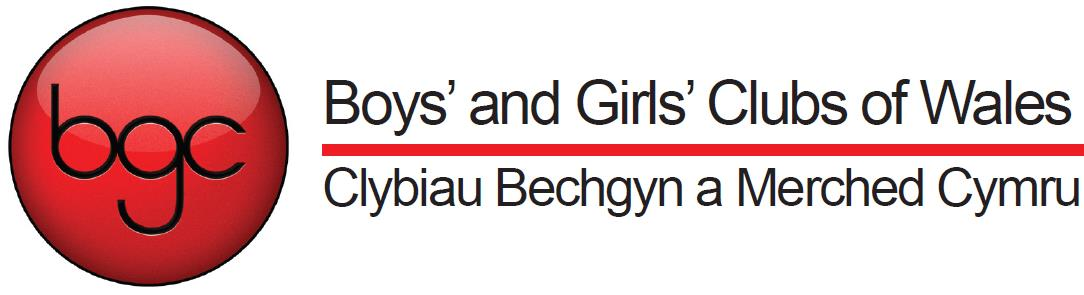 bgc
Boys’ and Girls’ Clubs of Wales
Clybiau Bechgyn a Merched Cymru